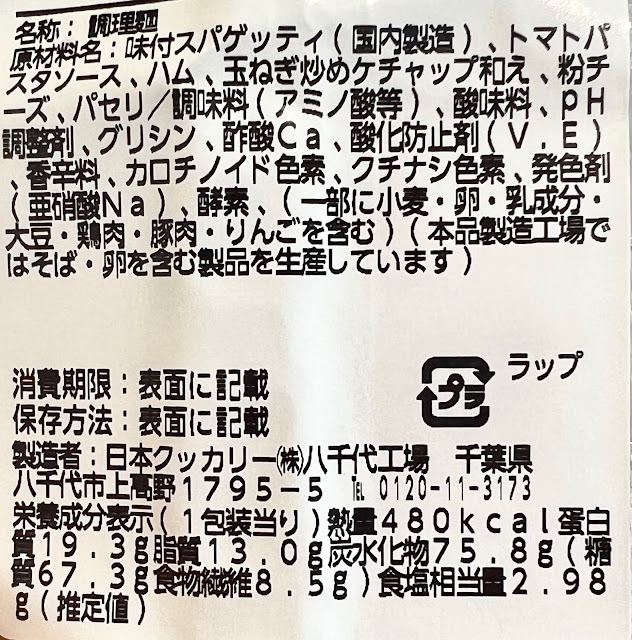 名称：調理麺
原材料名：味付スパゲッティ（国内製造）、トマトパ
スタソース、ハム、玉ねぎ炒めケチャップ和え、粉チ
ーズ、パセリ／調味料（アミノ酸等）、酸味料、ｐＨ
調整剤、グリシン、酢酸Ｃａ、酸化防止剤（Ｖ．Ｅ）
、香辛料、カロチノイド色素、クチナシ色素、発色剤
（亜硝酸Ｎａ）、酵素、（一部に小麦・卵・乳成分・
大豆・鶏肉・豚肉・りんごを含む）（本品製造工場で
はそば・卵を含む製品を生産しています）
プラ
ラップ
消費期限：表面に記載
保存方法：表面に記載
製造者：日本クッカリー㈱八千代工場　千葉県
八千代市上高野１７９５－５ ℡ 0120-11-3173
栄養成分表示（１包装当り）熱量４８０ｋｃａｌ蛋白
質１９．３ｇ脂質１３．０ｇ炭水化物７５．８ｇ（糖
質６７．３ｇ食物繊維８．５ｇ）食塩相当量２．９８
ｇ（推定値）